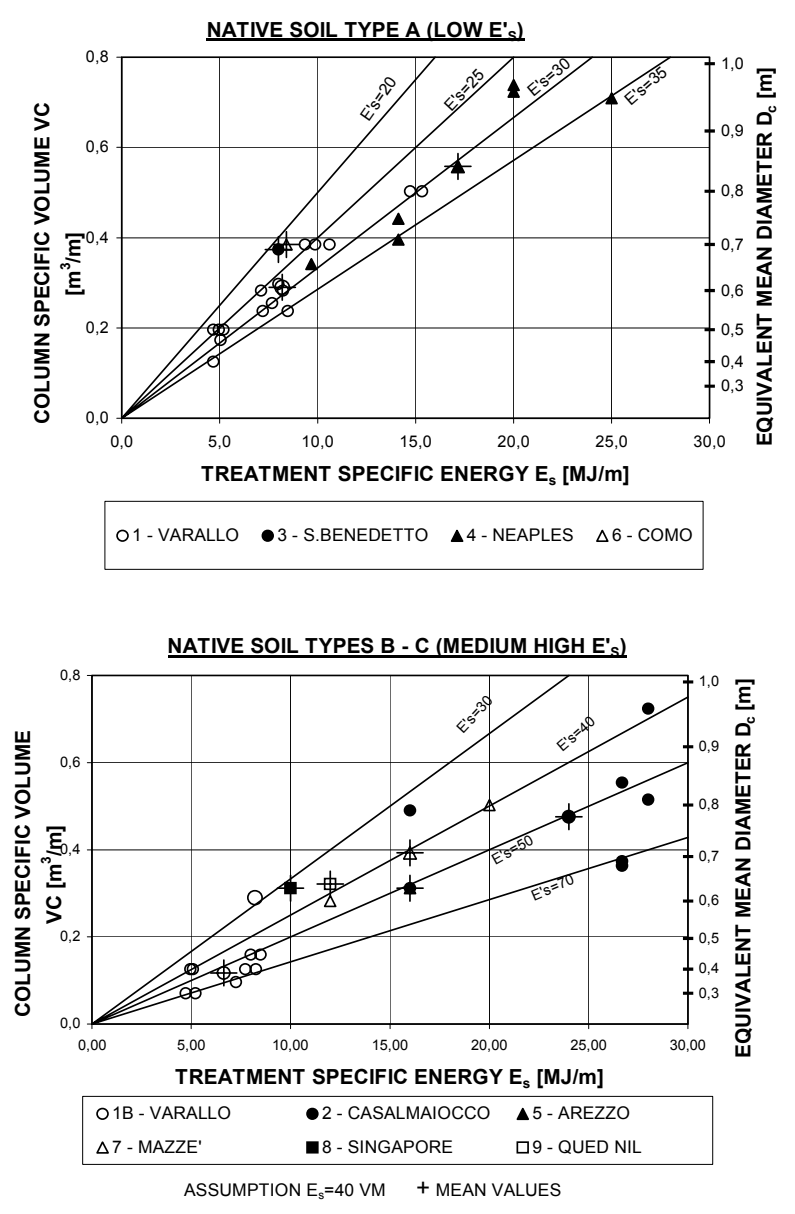 NATIVE SOIL TYPE A (LOW E's)
COLUMN SPECIFIC VOLUME VC
[m³/m]
0,8
0,6
0,4
0,2
0,0
E's=20
E's=25
E's=30
E's=35
1,0
0,9
0,8
0,7
0,6
0,5
0,4
0,3
EQUIVALENT MEAN DIAMETER Dc [m]
0,0 5,0 10,0 15,0 20,0 25,0 30,0
TREATMENT SPECIFIC ENERGY Es [MJ/m]
1 - VARALLO 3 - S.BENEDETTO 4 - NEAPLES 6 - COMO
NATIVE SOIL TYPES B - C (MEDIUM HIGH E's)
COLUMN SPECIFIC VOLUME
VC [m³/m]
0,8
0,6
0,4
0,2
0,0
E's=30
E's=40
E's=50
E's=70
1,0
0,9
0,8
0,7
0,6
0,5
0,4
0,3
EQUIVALENT MEAN DIAMETER Dc [m]
0,00 5,00 10,00 15,00 20,00 25,00 30,00
TREATMENT SPECIFIC ENERGY Es [MJ/m]
1B - VARALLO 2 - CASALMAIOCCO 5 - AREZZO
7 - MAZZE' 8 - SINGAPORE 9 - QUED NIL
ASSUMPTION Es=40 VM + MEAN VALUES